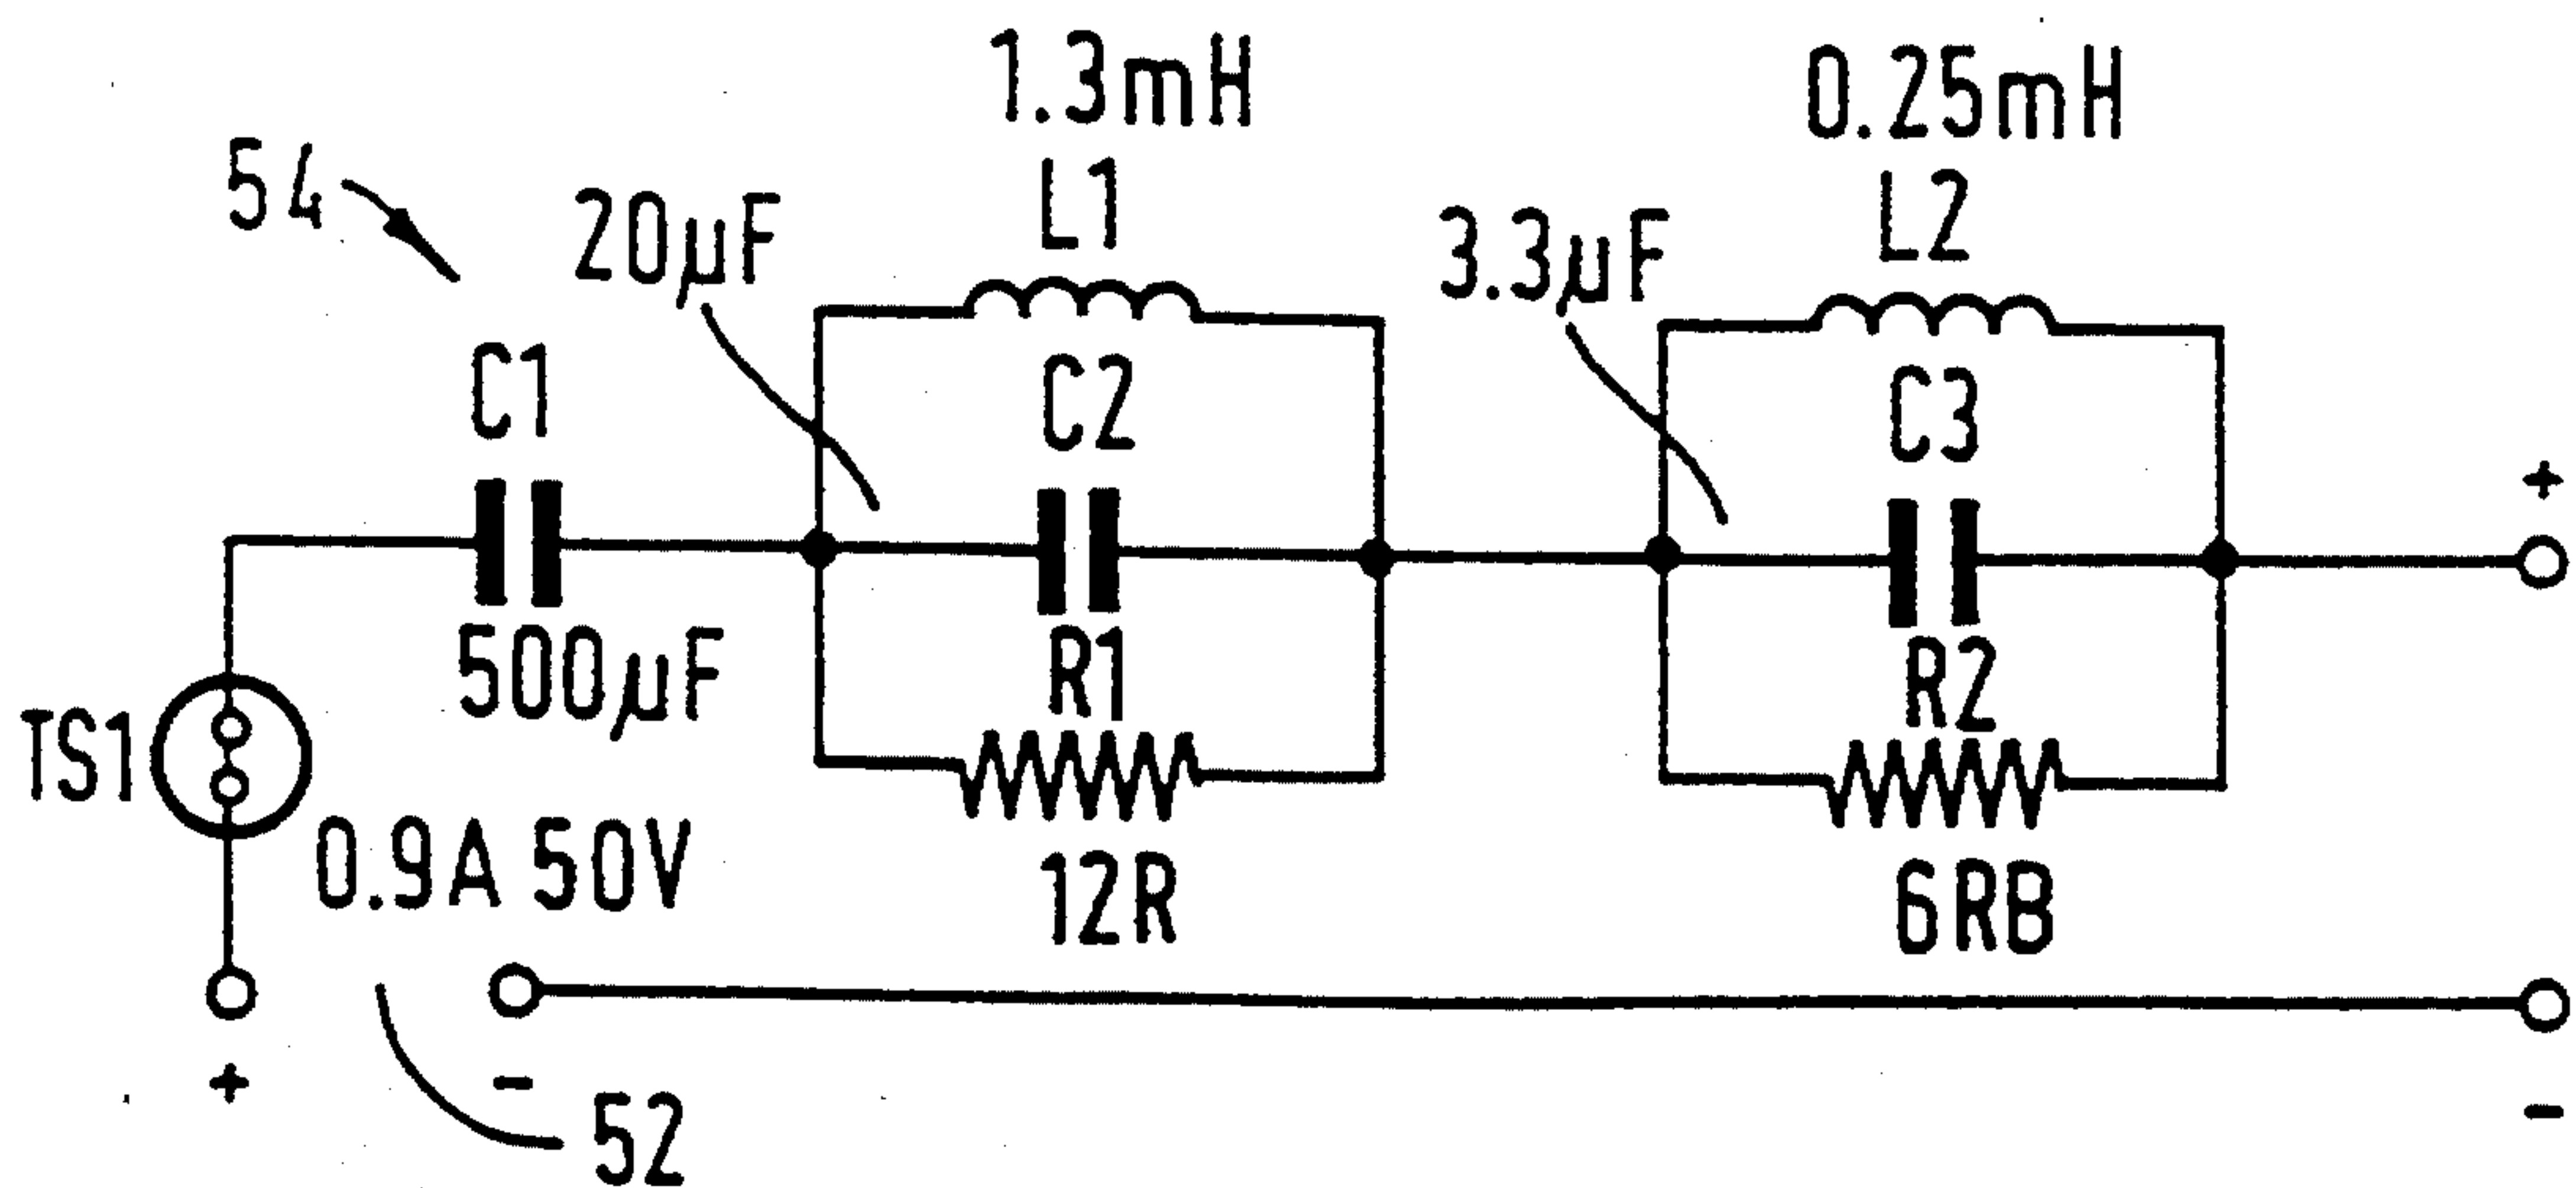 1.3mH
L1
0.25mH
L2
54
20µF
3.3µF
C1
C2
C3
+
500µF
R1
R2
TS1
0.9A 50V
12R
6RB
+
-
-
52